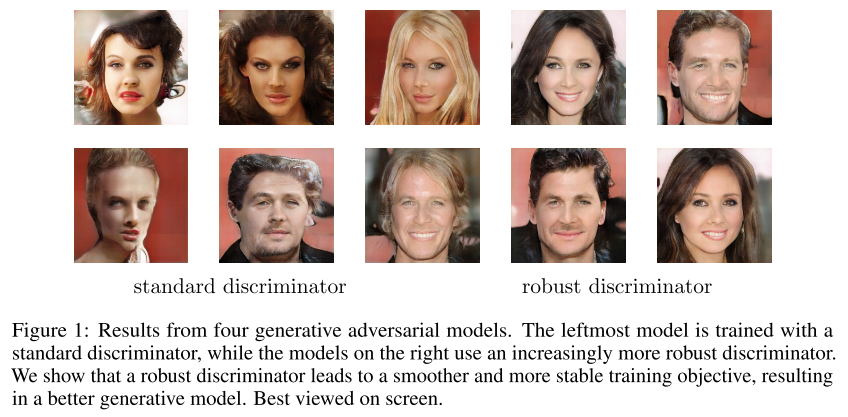 standard discriminator robust discriminator
Figure 1: Results from four generative adversarial models. The leftmost model is trained with a
standard discriminator, while the models on the right use an increasingly more robust discriminator.
We show that a robust discriminator leads to a smoother and more stable training objective, resulting
in a better generative model. Best viewed on screen.